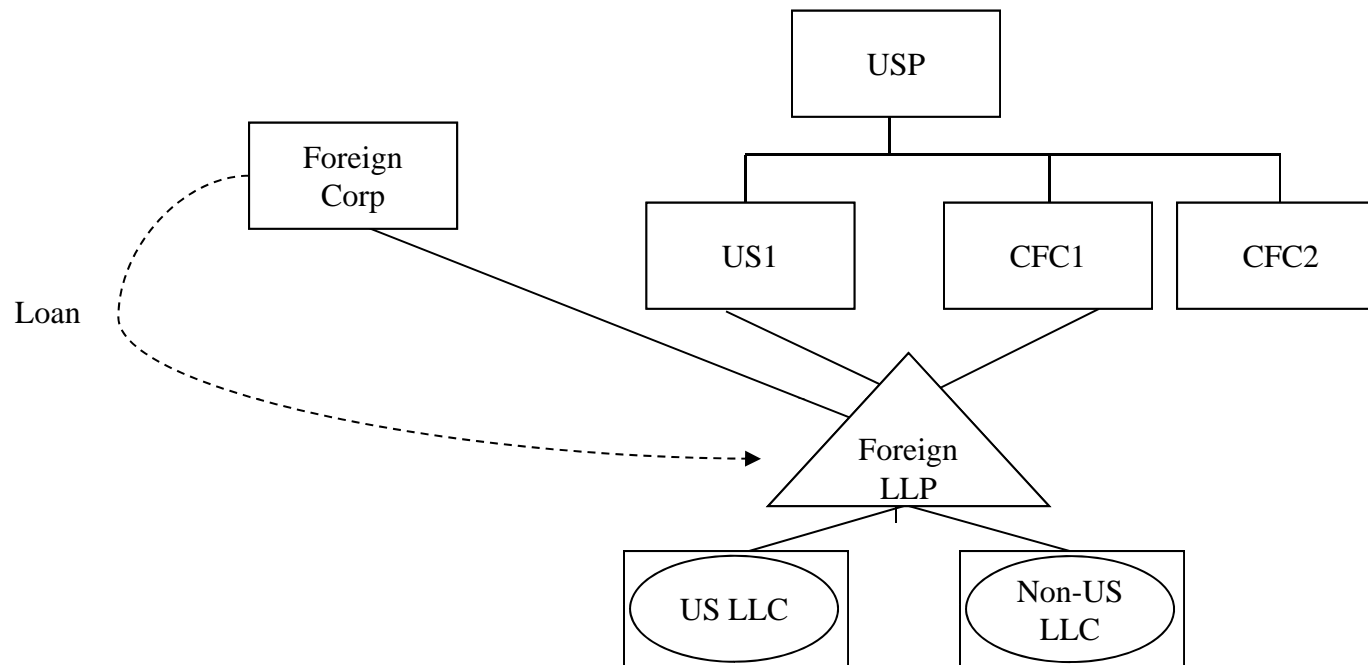 USP
Foreign
Corp
US1
CFC1
CFC2
Loan
Foreign
LLP
US LLC
Non-US
LLC